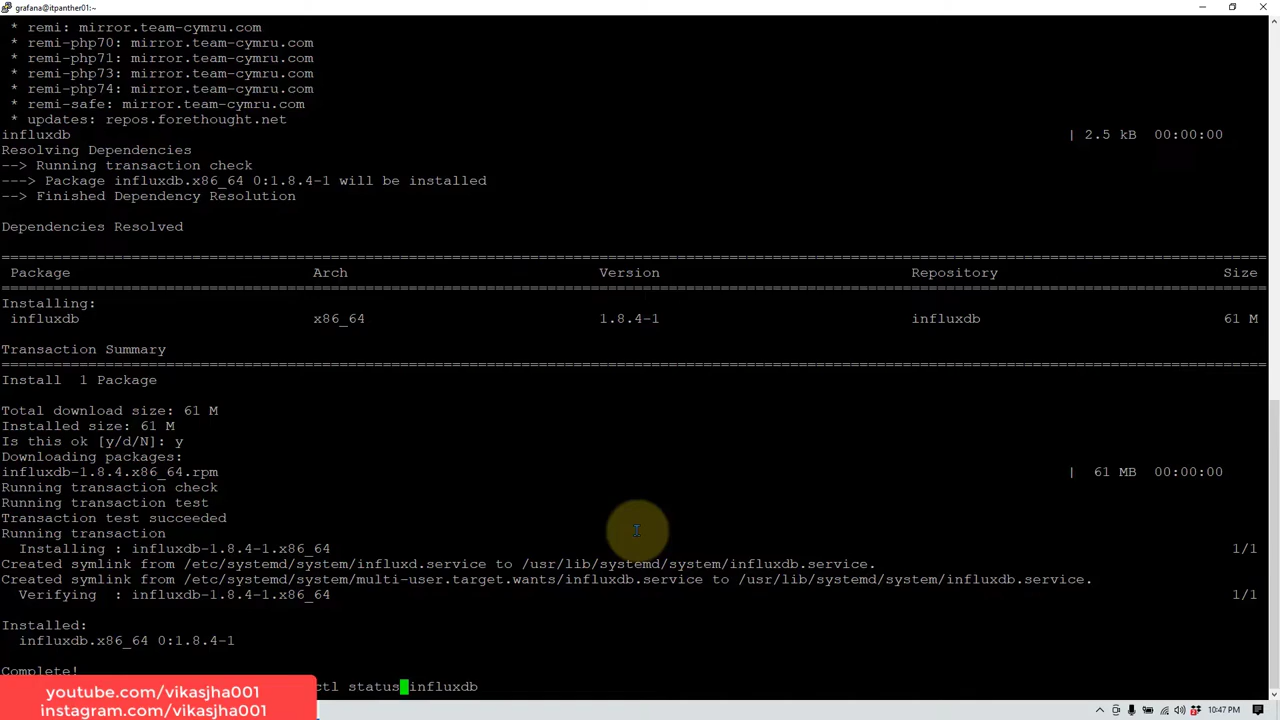 grafana@itpanther01:~
* remi: mirror.team-cymru.com
* remi-php70: mirror.team-cymru.com
* remi-php71: mirror.team-cymru.com
* remi-php73: mirror.team-cymru.com
* remi-php74: mirror.team-cymru.com
* remi-safe: mirror.team-cymru.com
* updates: repos.forethought.net
influxdb | 2.5 kB 00:00:00
Resolving Dependencies
--> Running transaction check
---> Package influxdb.x86_64 0:1.8.4-1 will be installed
--> Finished Dependency Resolution
Dependencies Resolved
================================================================================
Package Arch Version Repository Size
================================================================================
Installing:
influxdb x86_64 1.8.4-1 influxdb 61 M
Transaction Summary
================================================================================
Install 1 Package
Total download size: 61 M
Installed size: 61 M
Is this ok [y/d/N]: y
Downloading packages:
influxdb-1.8.4.x86_64.rpm | 61 MB 00:00:00
Running transaction check
Running transaction test
Transaction test succeeded
Running transaction
Installing : influxdb-1.8.4-1.x86_64 1/1
Created symlink from /etc/systemd/system/influxd.service to /usr/lib/systemd/system/influxdb.service.
Created symlink from /etc/systemd/system/multi-user.target.wants/influxdb.service to /usr/lib/systemd/system/influxdb.service.
Verifying : influxdb-1.8.4-1.x86_64 1/1
Installed:
influxdb.x86_64 0:1.8.4-1
Complete!
ctl status influxdb
youtube.com/vikasjha001
instagram.com/vikasjha001
10:47 PM